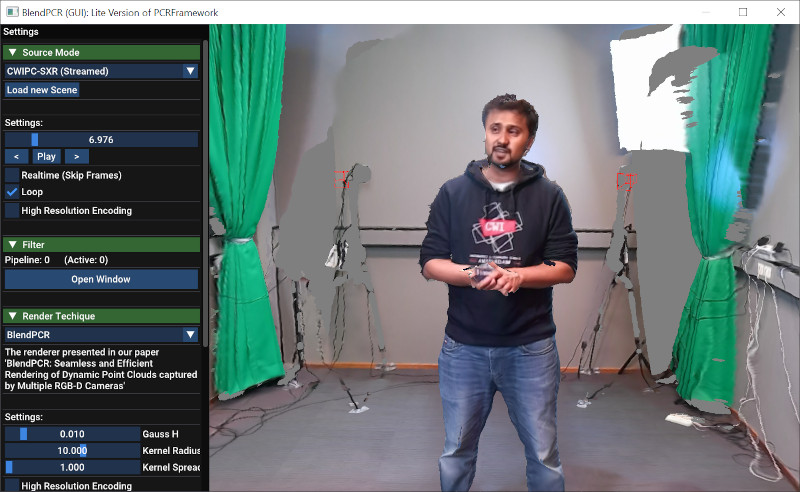 BlendPCR (GUI): Lite Version of PCRFramework
Settings
Source Mode
CWIPC-SXR (Streamed)
Load new Scene
Settings:
6.976
< Play >
Realtime (Skip Frames)
Loop
High Resolution Encoding
Filter
Pipeline: 0 (Active: 0)
Open Window
Render Techique
BlendPCR
The renderer presented in our paper
'BlendPCR: Seamless and Efficient
Rendering of Dynamic Point Clouds captured
by Multiple RGB-D Cameras'
Settings:
0.010 Gauss H
10.000 Kernel Radius
1.000 Kernel Sprea
High Resolution Encoding
CWI